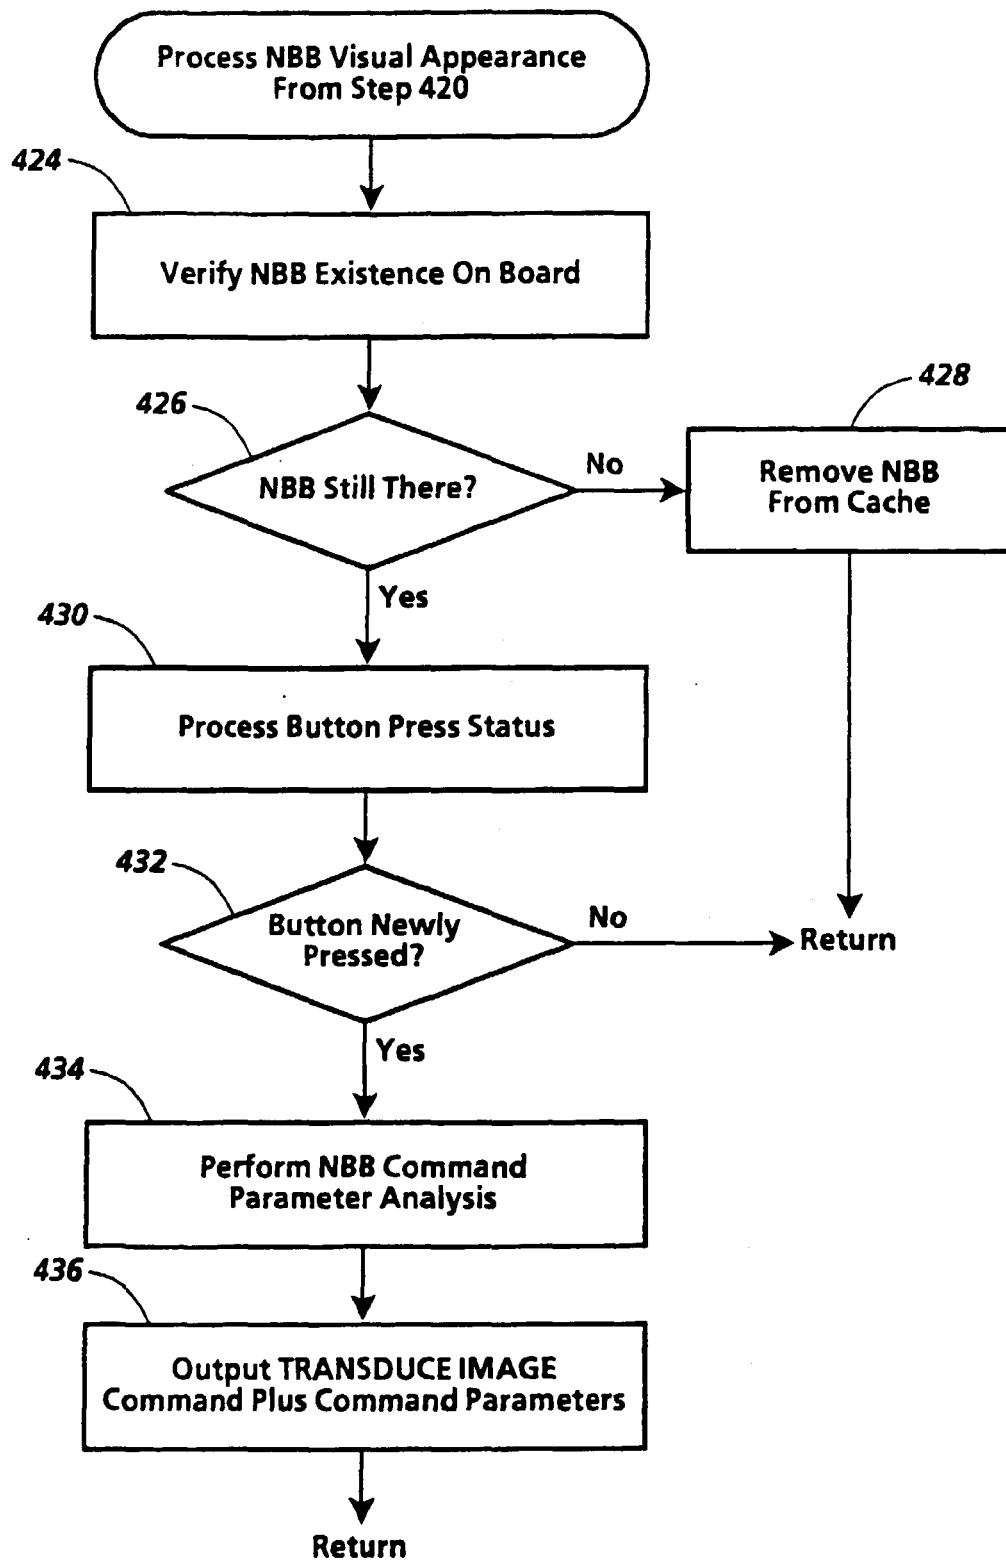 Process NBB Visual Appearance
From Step 420
424
Verify NBB Existence On Board
426
NBB Still There?
No
428
Remove NBB
From Cache
Yes
430
Process Button Press Status
432
Button Newly
Pressed?
No
Return
Yes
434
Perform NBB Command
Parameter Analysis
436
Output TRANSDUCE IMAGE
Command Plus Command Parameters
Return